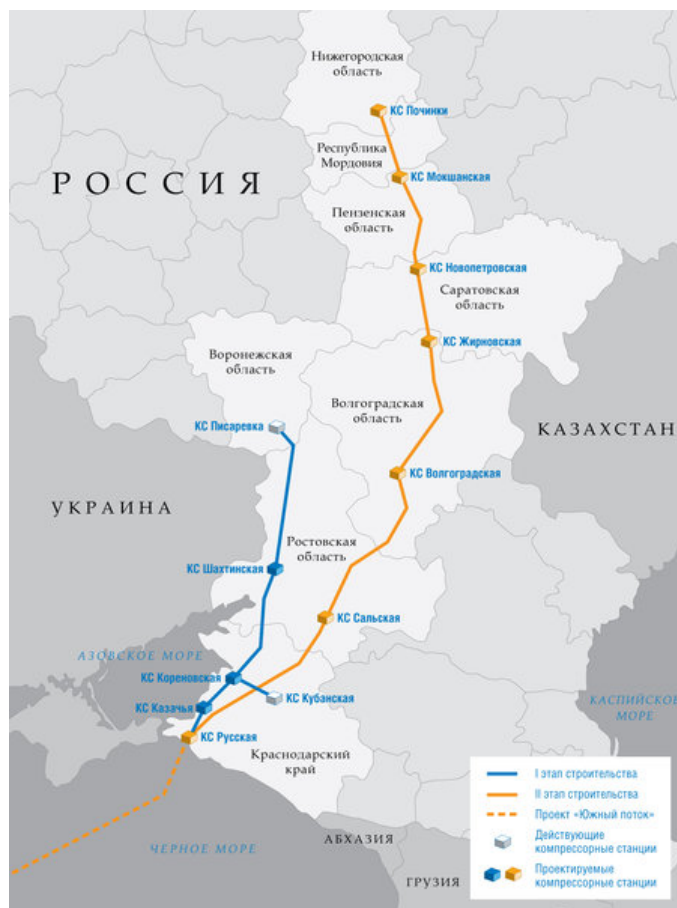 Нижегородская
область
КС Починки
Республика
Мордовия
КС Мокшанская
РОССИЯ
Пензенская
область
КС Новопетровская
Саратовская
область
КС Жирновская
Воронежская
область
Волгоградская
область
КС Писаревка
КАЗАХСТАН
КС Волгоградская
УКРАИНА
Ростовская
область
КС Шахтинская
КС Сальская
АЗОВСКОЕ МОРЕ
КС Кореновская
КС Кубанская
КАСПИЙСКОЕ
МОРЕ
КС Казачья
КС Русская
Краснодарский
край
I этап строительства
II этап строительства
Проект «Южный поток»
Действующие
компрессорные станции
Проектируемые
компрессорные станции
АБХАЗИЯ
ЧЕРНОЕ МОРЕ
ГРУЗИЯ